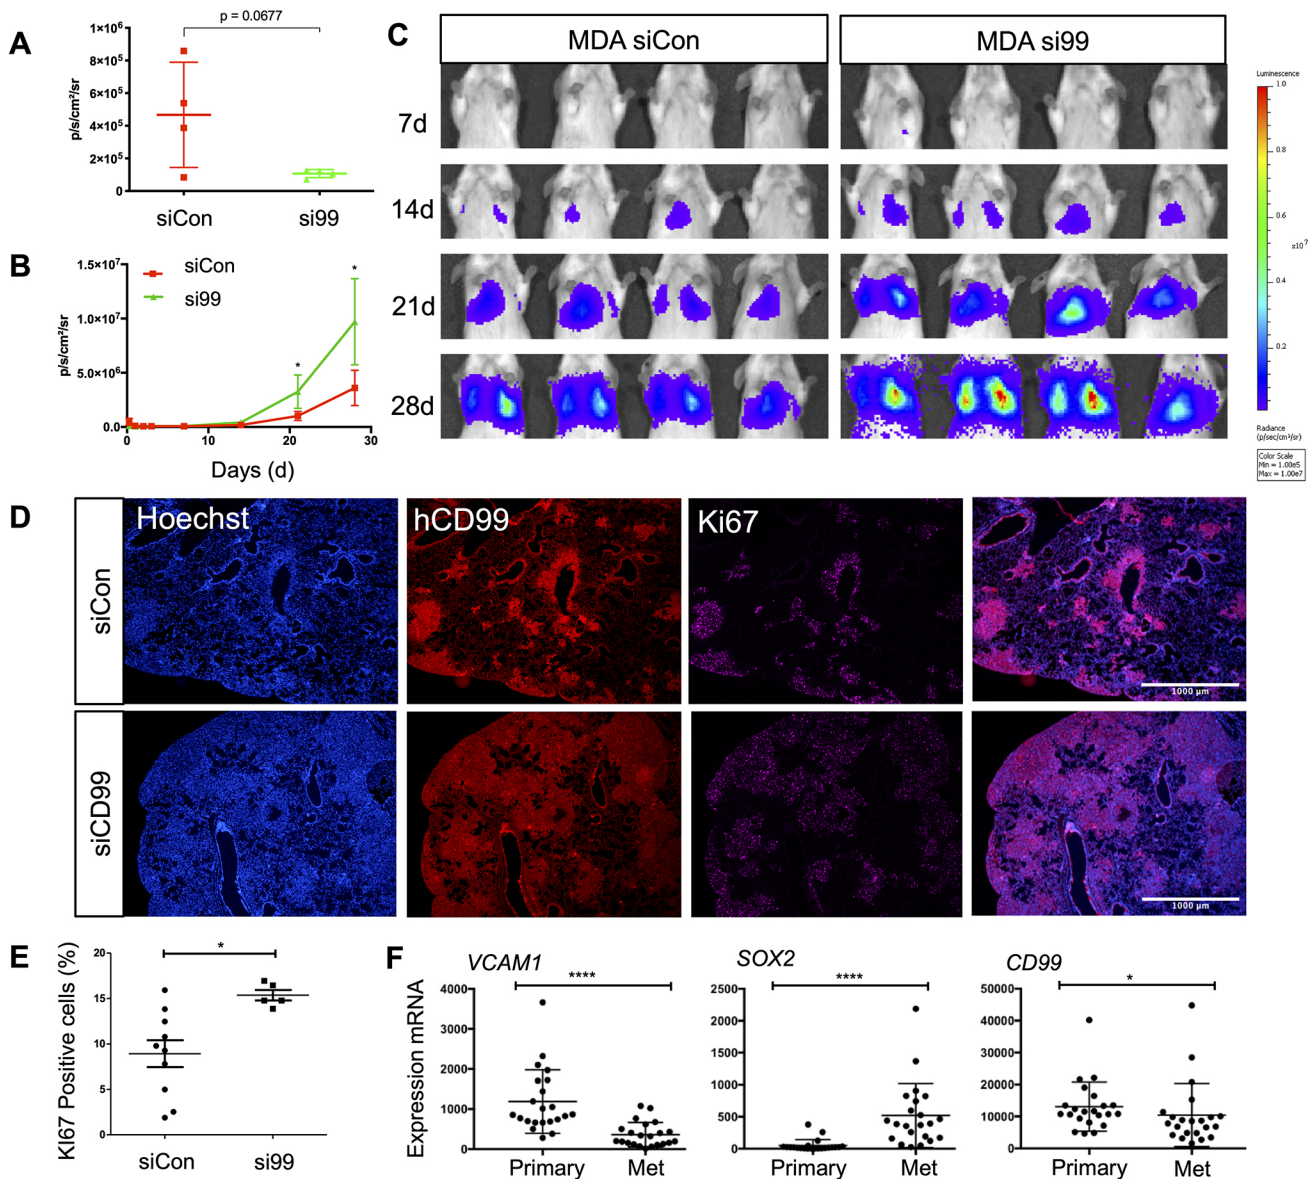 A
p = 0.0677
p/s/cm²/sr
1×10⁶
8×10⁵
6×10⁵
4×10⁵
2×10⁵
0
siCon
si99
B
siCon
si99
p/s/cm²/sr
1.5×10⁷
1.0×10⁷
5.0×10⁶
0.0
*
*
0
10
20
30
Days (d)
C
MDA siCon
MDA si99
7d
14d
21d
28d
Luminescence
1.0
0.8
0.6
x10⁷
0.4
0.2
Radiance
(p/sec/cm²/sr)
Color Scale
Min = 1.00e5
Max = 1.00e7
D
Hoechst
hCD99
Ki67
siCon
1000 µm
siCD99
1000 µm
E
KI67 Positive cells (%)
20
15
10
5
0
*
siCon
si99
F
Expression mRNA
VCAM1
****
4000
3000
2000
1000
0
Primary
Met
SOX2
****
2500
2000
1500
1000
500
0
Primary
Met
CD99
*
50000
40000
30000
20000
10000
0
Primary
Met